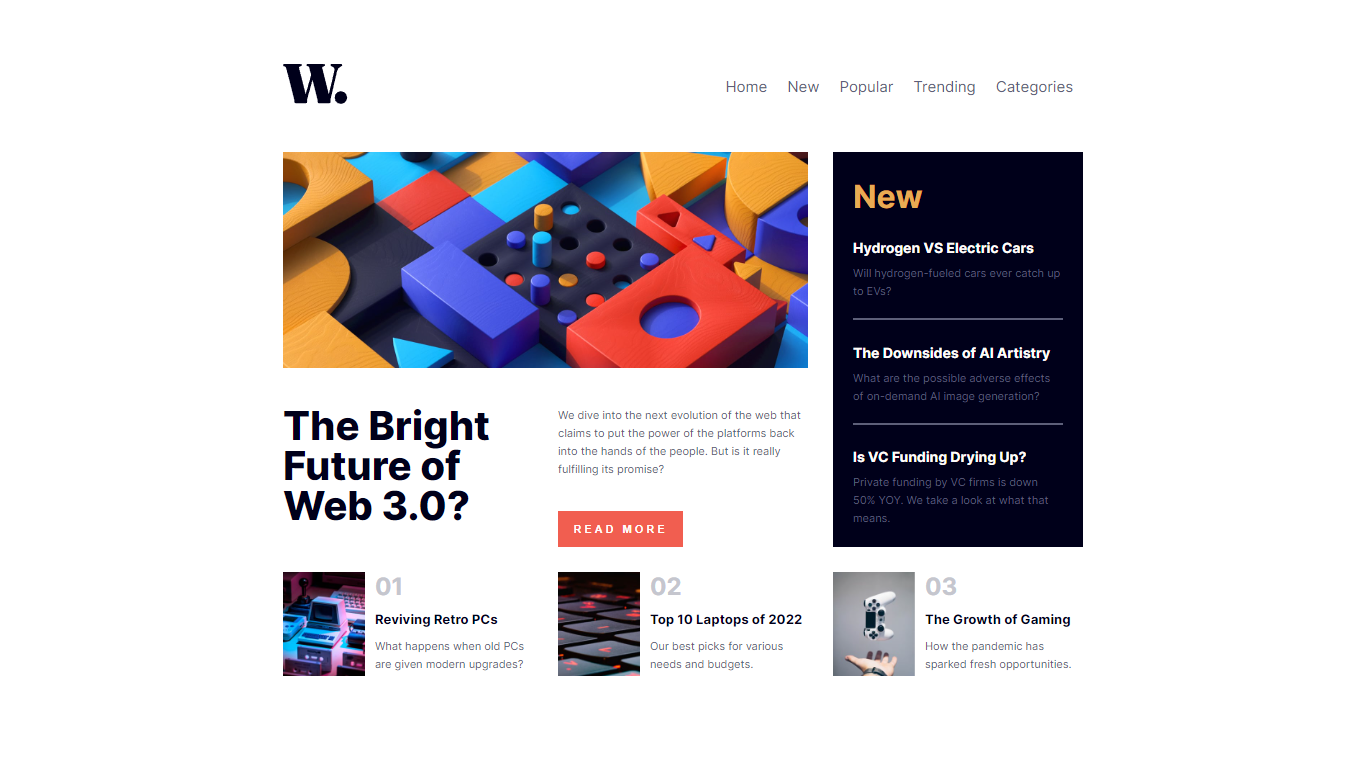 W.
Home New Popular Trending Categories
New
Hydrogen VS Electric Cars
Will hydrogen-fueled cars ever catch up
to EVs?
The Downsides of AI Artistry
What are the possible adverse effects
of on-demand AI image generation?
Is VC Funding Drying Up?
Private funding by VC firms is down
50% YOY. We take a look at what that
means.
The Bright
Future of
Web 3.0?
We dive into the next evolution of the web that
claims to put the power of the platforms back
into the hands of the people. But is it really
fulfilling its promise?
READ MORE
01
Reviving Retro PCs
What happens when old PCs
are given modern upgrades?
02
Top 10 Laptops of 2022
Our best picks for various
needs and budgets.
03
The Growth of Gaming
How the pandemic has
sparked fresh opportunities.